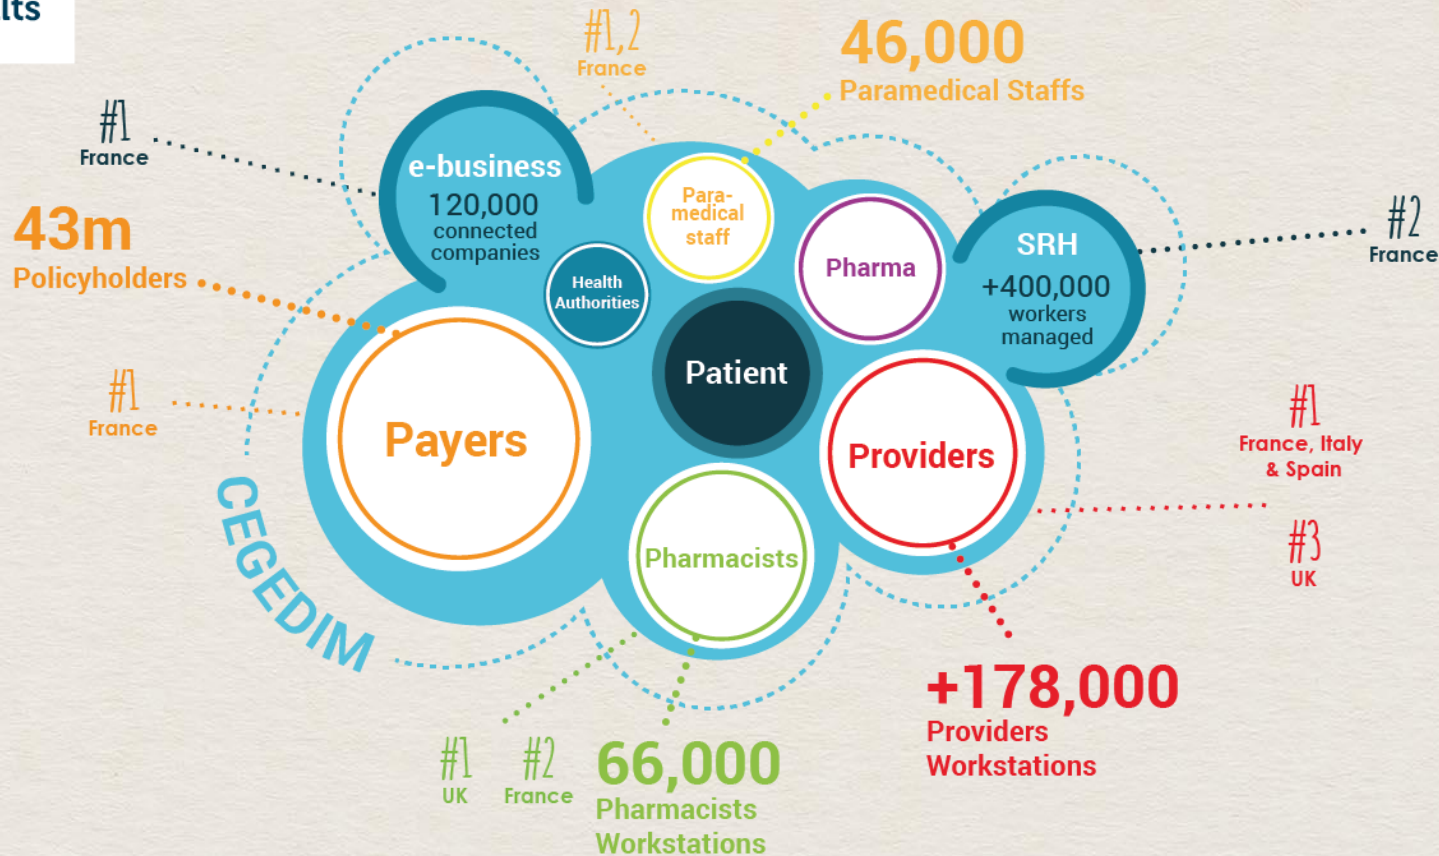 #1,2
France
46,000
Paramedical Staffs
#1
France
e-business
120,000
connected
companies
Para-
medical
staff
Pharma
SRH
+400,000
workers
managed
#2
France
43m
Policyholders
Health
Authorities
Patient
#1
France
Payers
Providers
#1
France, Italy
& Spain
#3
UK
CEGEDIM
Pharmacists
+178,000
Providers
Workstations
#1
UK
#2
France
66,000
Pharmacists
Workstations